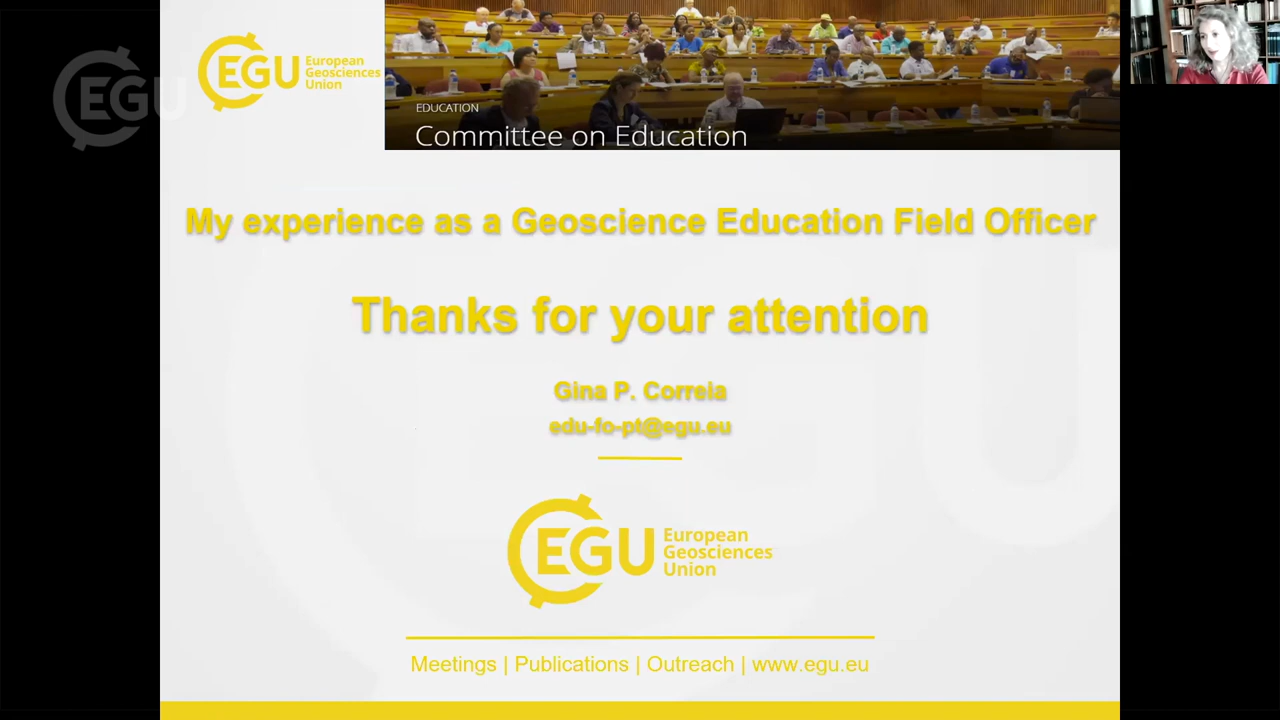 EGU
EGU
European
Geosciences
Union
EDUCATION
Committee on Education
My experience as a Geoscience Education Field Officer
Thanks for your attention
Gina P. Correia
edu-fo-pt@egu.eu
EGU
European
Geosciences
Union
Meetings | Publications | Outreach | www.egu.eu